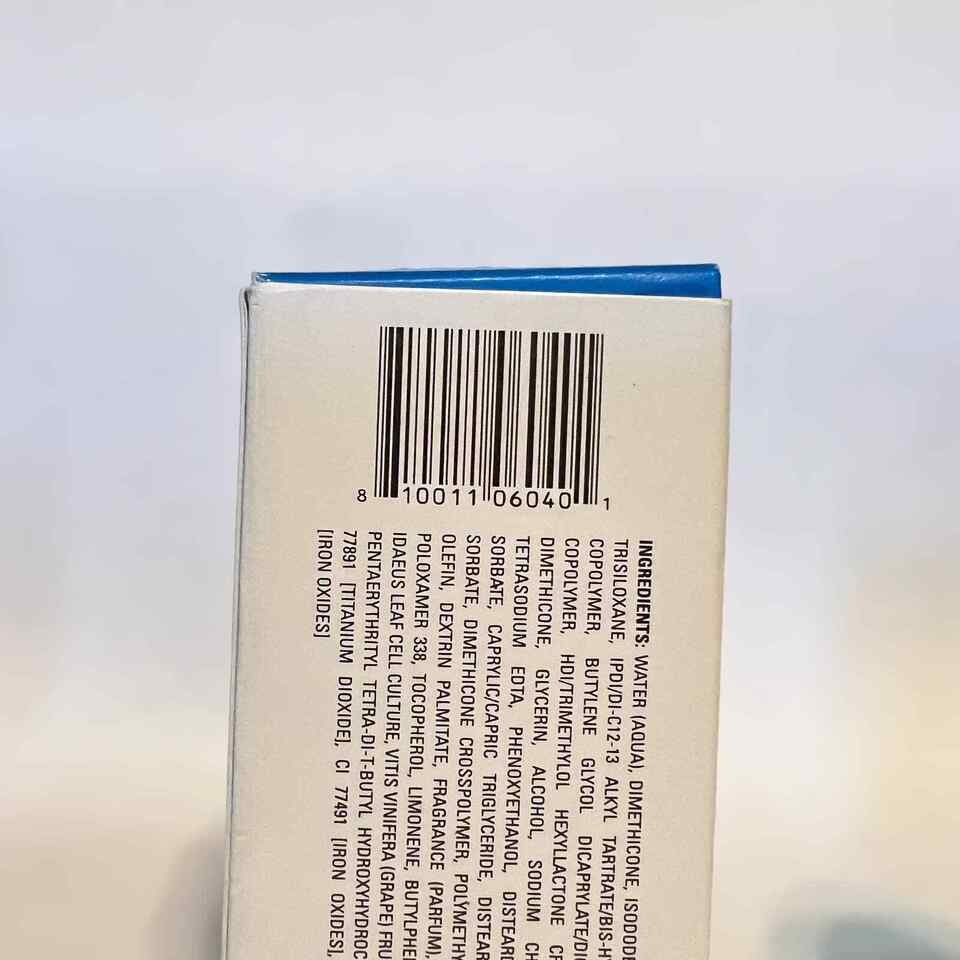 8 10011 06040 1
INGREDIENTS: WATER (AQUA), DIMETHICONE,
TRISILOXANE, IPDI/DI-C12-13 ALKYL TARTRATE/
COPOLYMER, BUTYLENE GLYCOL
COPOLYMER, HDI/TRIMETHYLOL HEXYLLACTONE
DIMETHICONE, GLYCERIN, ALCOHOL, SODIUM
TETRASODIUM EDTA, PHENOXYETHANOL,
SORBATE, CAPRYLIC/CAPRIC TRIGLYCERIDE,
SORBATE, DIMETHICONE CROSSPOLYMER,
OLEFIN, DEXTRIN PALMITATE, FRAGRANCE (PARFUM),
POLOXAMER 338, TOCOPHEROL, LIMONENE,
IDAEUS LEAF CELL CULTURE, VITIS VINIFERA (GRAPE)
PENTAERYTHRITYL TETRA-DI-T-BUTYL
77891 [TITANIUM DIOXIDE], CI 77491 [IRON OXIDES],
[IRON OXIDES]